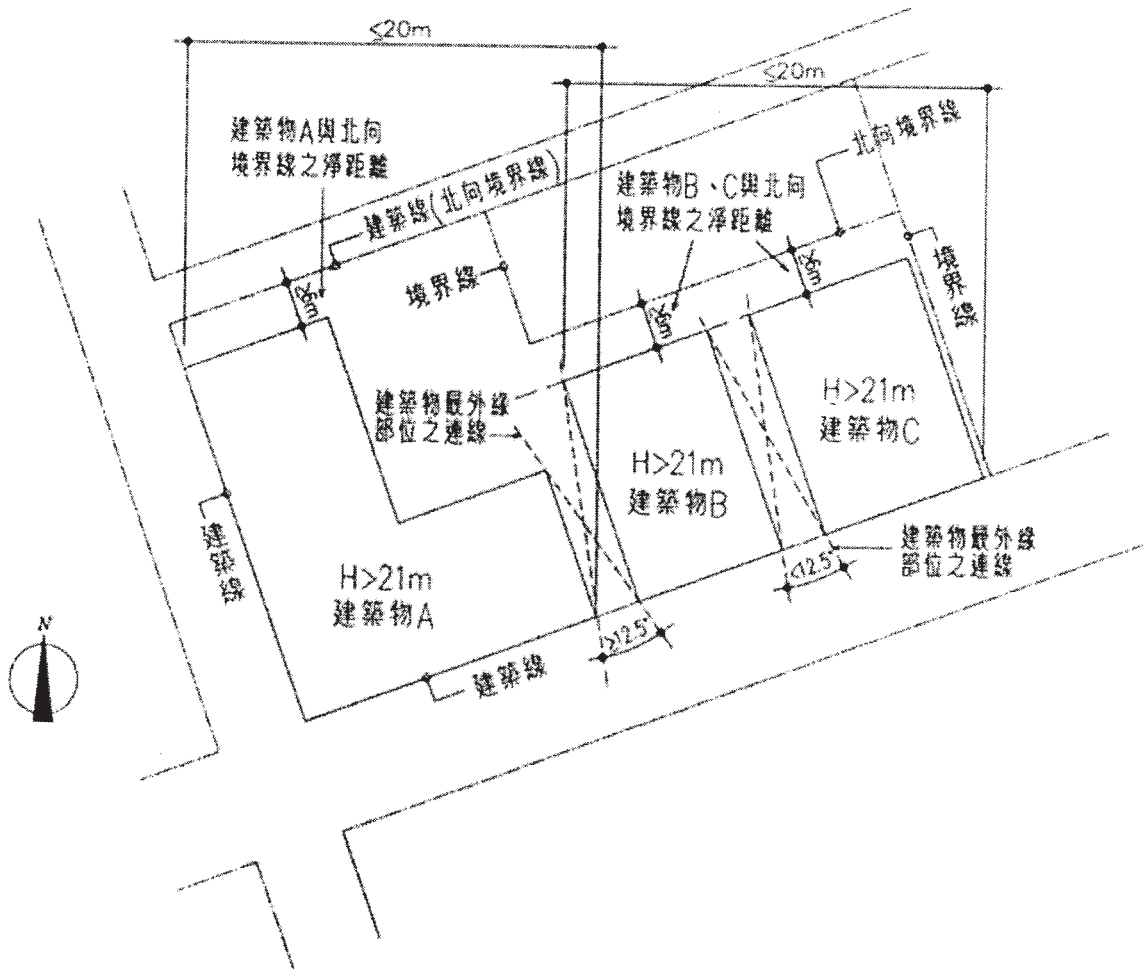 ≦20m
≦20m
建築物A與北向
境界線之淨距離
建築線(北向境界線)
境界線
建築物B、C與北向
境界線之淨距離
北向境界線
境界線
建築物最外緣
部位之連線
H>21m
建築物C
H>21m
建築物B
H>21m
建築物A
建築線
建築線
≧12.5°
<12.5°
建築物最外緣
部位之連線
N